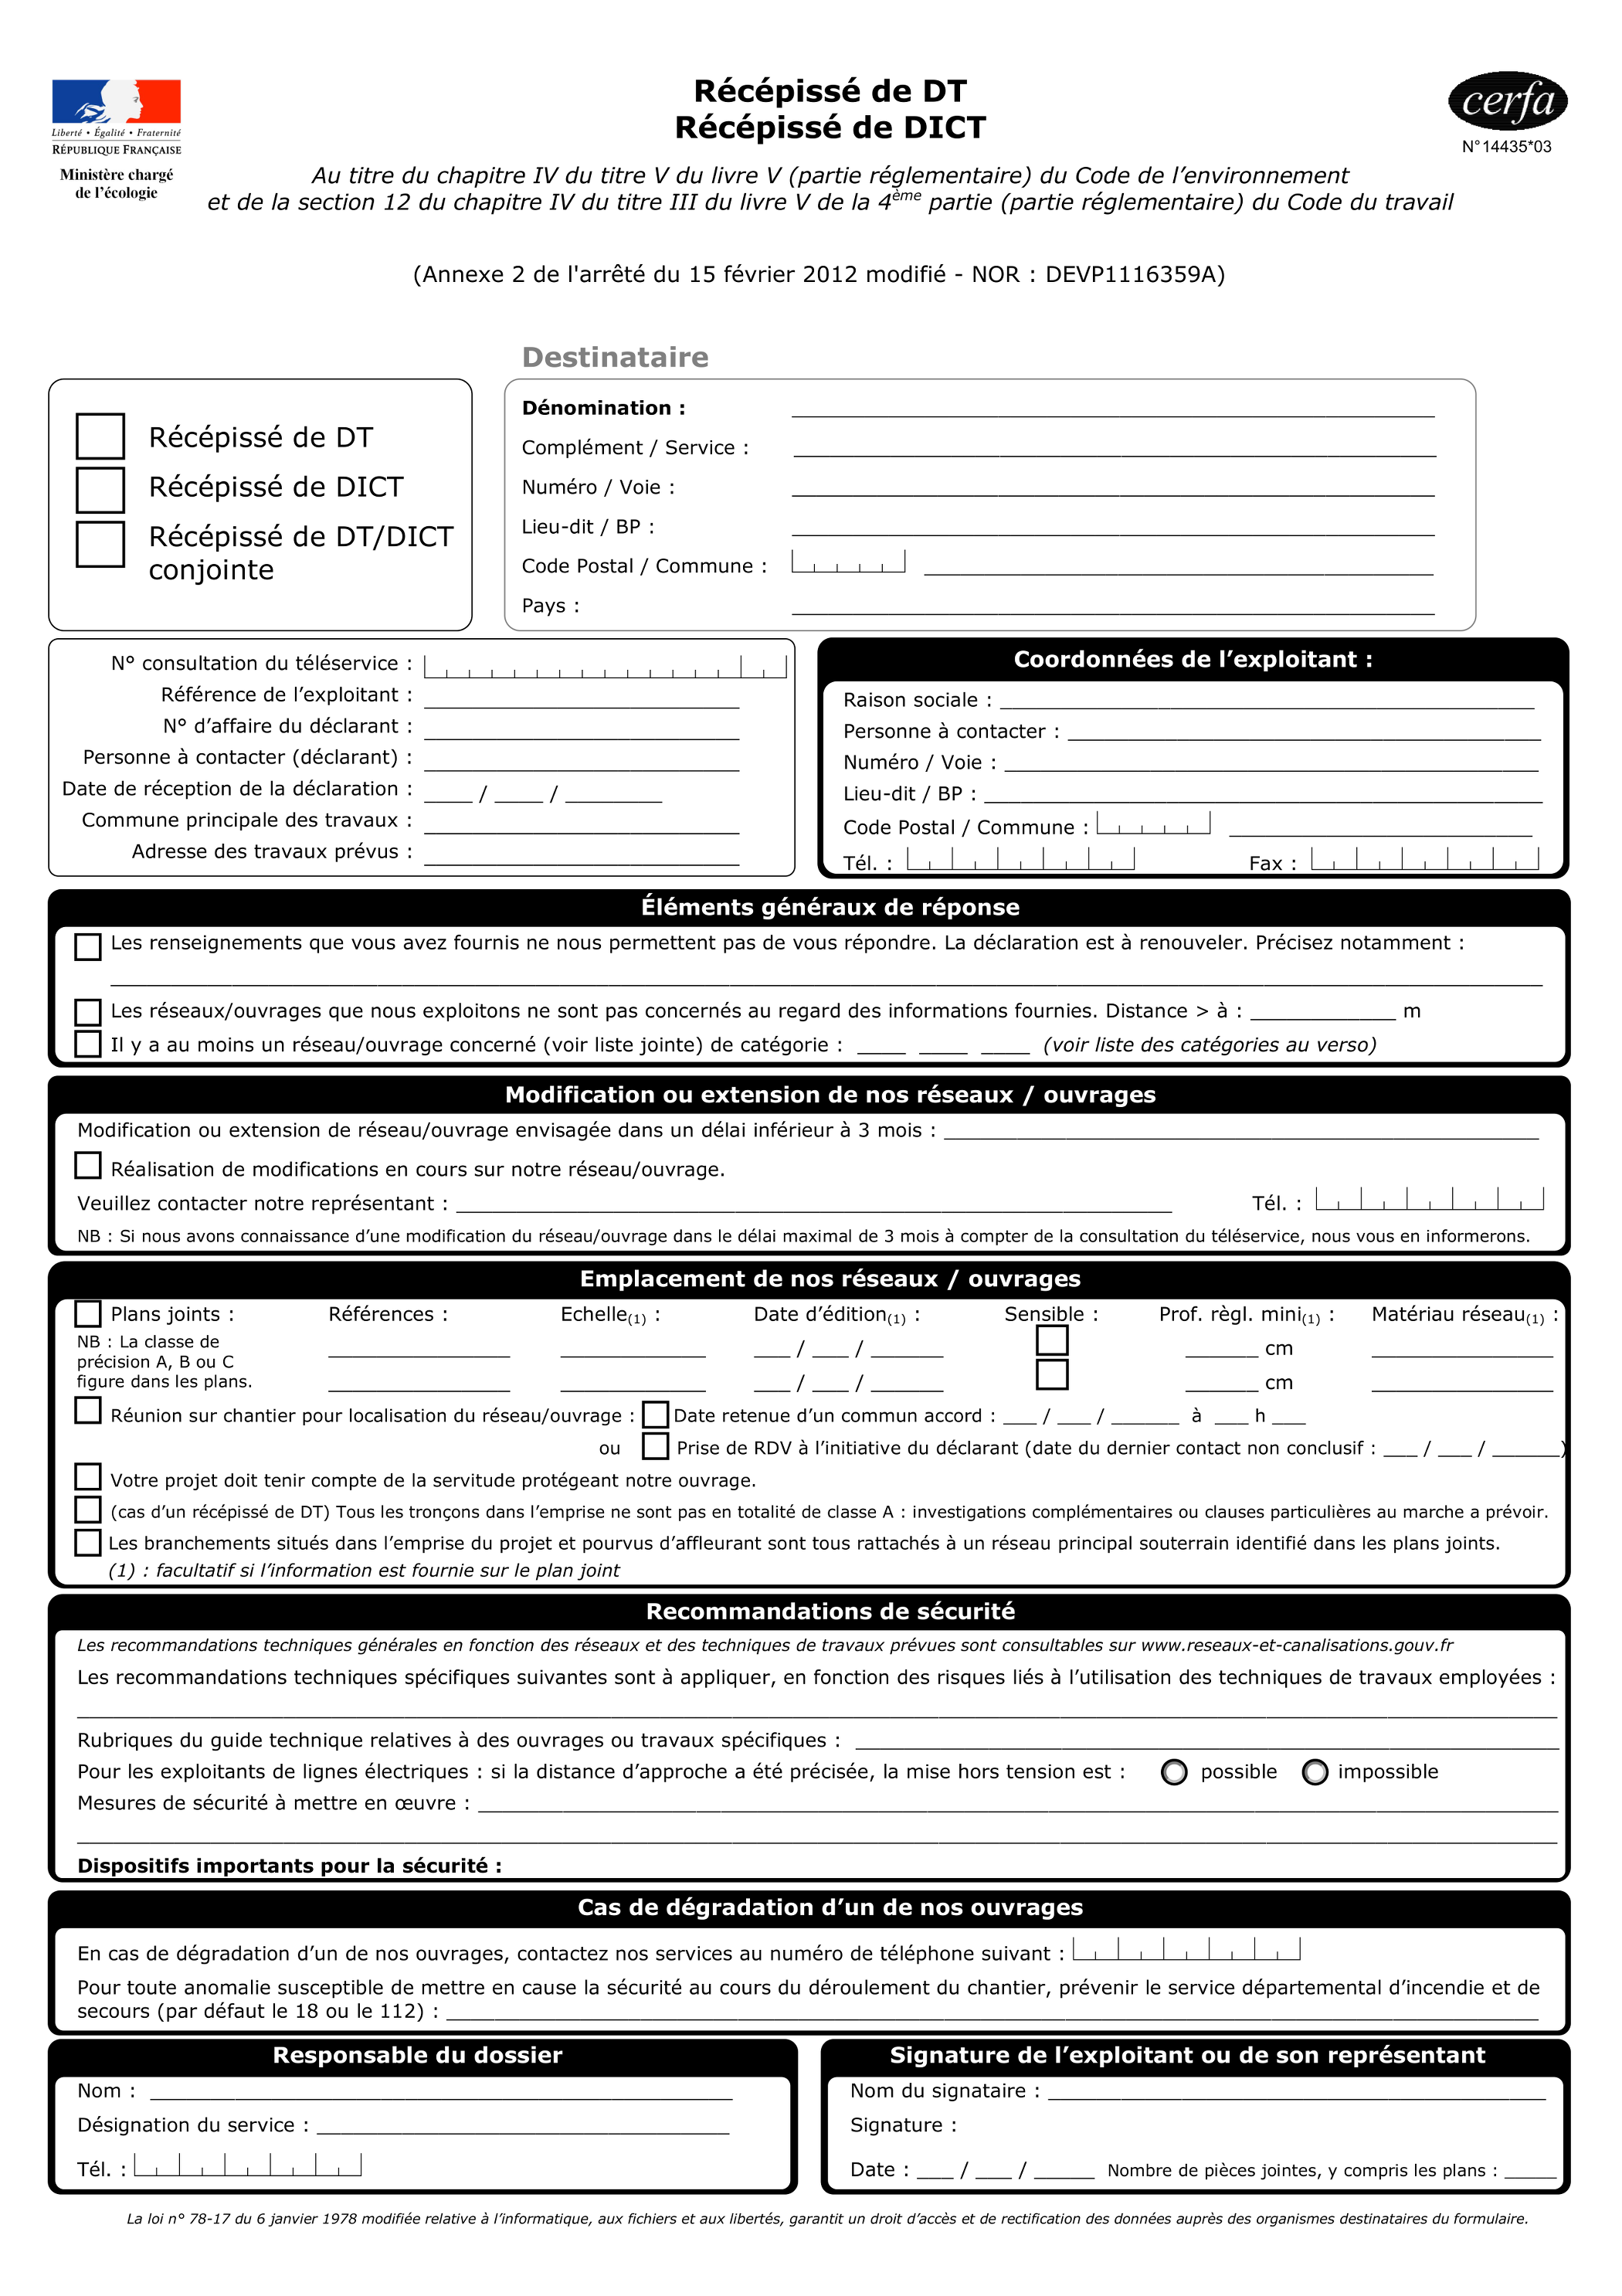 Liberté • Égalité • Fraternité
RÉPUBLIQUE FRANÇAISE
Ministère chargé
de l’écologie
Récépissé de DT
Récépissé de DICT
cerfa
N° 14435*03
Au titre du chapitre IV du titre V du livre V (partie réglementaire) du Code de l’environnement
et de la section 12 du chapitre IV du titre III du livre V de la 4ème partie (partie réglementaire) du Code du travail
(Annexe 2 de l'arrêté du 15 février 2012 modifié - NOR : DEVP1116359A)
Récépissé de DT
Récépissé de DICT
Récépissé de DT/DICT
conjointe
Destinataire
Dénomination :
Complément / Service :
Numéro / Voie :
Lieu-dit / BP :
Code Postal / Commune :
Pays :
N° consultation du téléservice :
Référence de l’exploitant :
N° d’affaire du déclarant :
Personne à contacter (déclarant) :
Date de réception de la déclaration : ____ / ____ / ________
Commune principale des travaux :
Adresse des travaux prévus :
Coordonnées de l’exploitant :
Raison sociale :
Personne à contacter :
Numéro / Voie :
Lieu-dit / BP :
Code Postal / Commune :
Tél. : Fax :
Éléments généraux de réponse
Les renseignements que vous avez fournis ne nous permettent pas de vous répondre. La déclaration est à renouveler. Précisez notamment :
Les réseaux/ouvrages que nous exploitons ne sont pas concernés au regard des informations fournies. Distance > à : ____________ m
Il y a au moins un réseau/ouvrage concerné (voir liste jointe) de catégorie : ____ ____ ____ (voir liste des catégories au verso)
Modification ou extension de nos réseaux / ouvrages
Modification ou extension de réseau/ouvrage envisagée dans un délai inférieur à 3 mois :
Réalisation de modifications en cours sur notre réseau/ouvrage.
Veuillez contacter notre représentant : Tél. :
NB : Si nous avons connaissance d’une modification du réseau/ouvrage dans le délai maximal de 3 mois à compter de la consultation du téléservice, nous vous en informerons.
Emplacement de nos réseaux / ouvrages
Plans joints : Références : Echelle(1) : Date d’édition(1) : Sensible : Prof. règl. mini(1) : Matériau réseau(1) :
NB : La classe de
précision A, B ou C
figure dans les plans.
___ / ___ / ______ ______ cm
___ / ___ / ______ ______ cm
Réunion sur chantier pour localisation du réseau/ouvrage : Date retenue d’un commun accord : ___ / ___ / ______ à ___ h ___
ou Prise de RDV à l’initiative du déclarant (date du dernier contact non conclusif : ___ / ___ / ______)
Votre projet doit tenir compte de la servitude protégeant notre ouvrage.
(cas d’un récépissé de DT) Tous les tronçons dans l’emprise ne sont pas en totalité de classe A : investigations complémentaires ou clauses particulières au marche a prévoir.
Les branchements situés dans l’emprise du projet et pourvus d’affleurant sont tous rattachés à un réseau principal souterrain identifié dans les plans joints.
(1) : facultatif si l’information est fournie sur le plan joint
Recommandations de sécurité
Les recommandations techniques générales en fonction des réseaux et des techniques de travaux prévues sont consultables sur www.reseaux-et-canalisations.gouv.fr
Les recommandations techniques spécifiques suivantes sont à appliquer, en fonction des risques liés à l’utilisation des techniques de travaux employées :
Rubriques du guide technique relatives à des ouvrages ou travaux spécifiques :
Pour les exploitants de lignes électriques : si la distance d’approche a été précisée, la mise hors tension est : possible impossible
Mesures de sécurité à mettre en œuvre :
Dispositifs importants pour la sécurité :
Cas de dégradation d’un de nos ouvrages
En cas de dégradation d’un de nos ouvrages, contactez nos services au numéro de téléphone suivant :
Pour toute anomalie susceptible de mettre en cause la sécurité au cours du déroulement du chantier, prévenir le service départemental d’incendie et de
secours (par défaut le 18 ou le 112) :
Responsable du dossier
Nom :
Désignation du service :
Tél. :
Signature de l’exploitant ou de son représentant
Nom du signataire :
Signature :
Date : ___ / ___ / _____ Nombre de pièces jointes, y compris les plans : _____
La loi n° 78-17 du 6 janvier 1978 modifiée relative à l’informatique, aux fichiers et aux libertés, garantit un droit d’accès et de rectification des données auprès des organismes destinataires du formulaire.